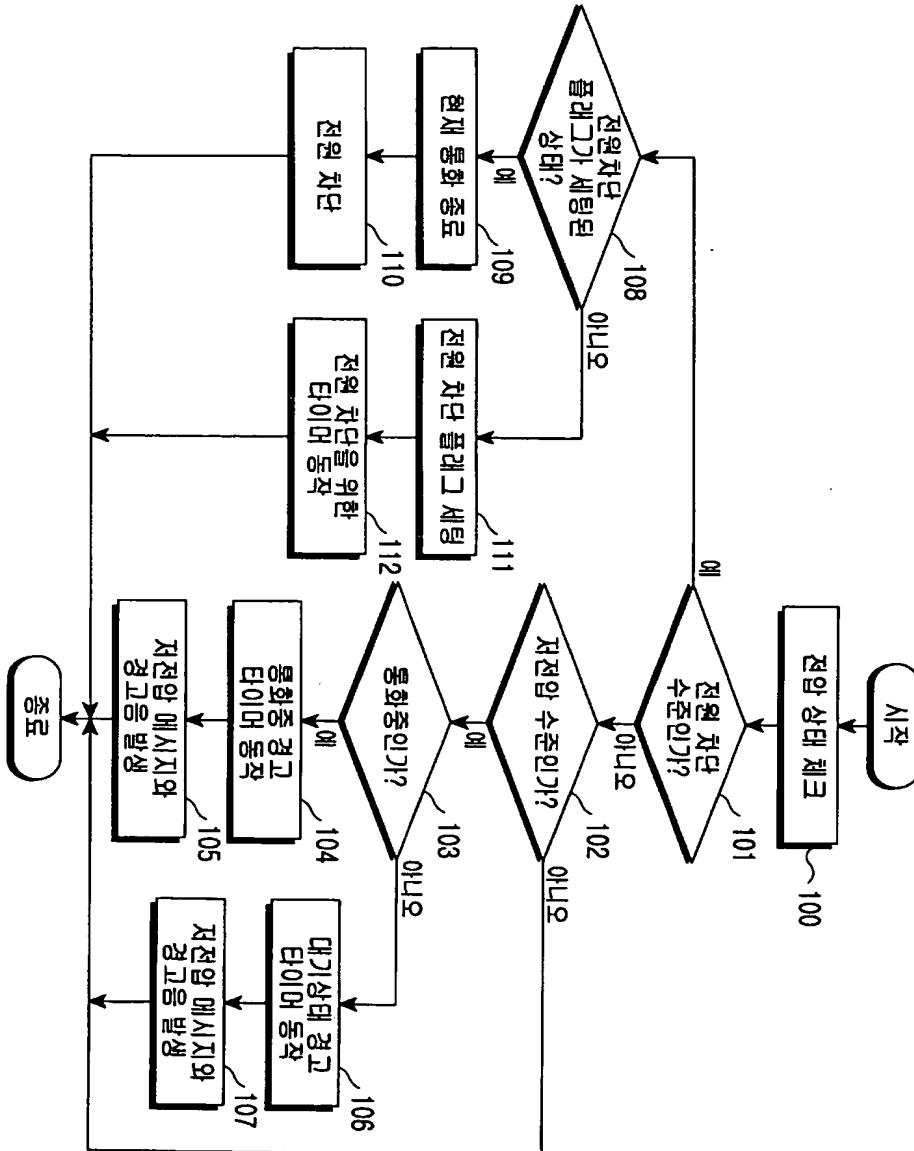 시작
전압 상태 체크
100
전원 차단
수준인가?
101
예
아니오
저전압 수준인가?
102
예
아니오
통화중인가?
103
예
아니오
통화중 경고
타이머 동작
104
저전압 메시지와
경고음 발생
105
대기상태 경고
타이머 동작
106
저전압 메시지와
경고음 발생
107
전원차단
플래그가 세팅된
상태?
108
예
아니오
현재 통화 종료
109
전원 차단
110
전원 차단 플래그 세팅
111
전원 차단을 위한
타이머 동작
112
종료